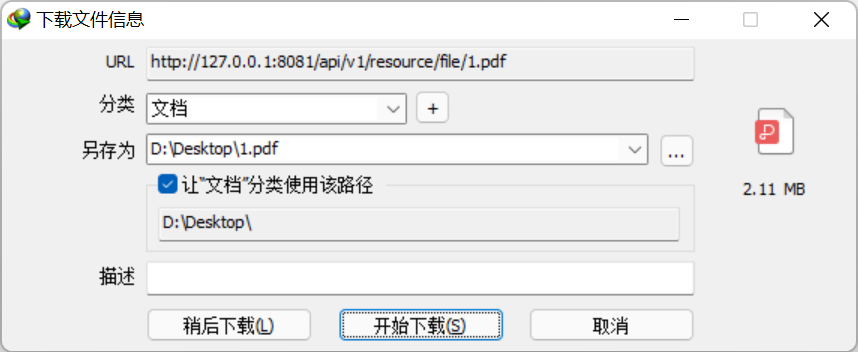 下载文件信息
URL http://127.0.0.1:8081/api/v1/resource/file/1.pdf
分类 文档 +
另存为 D:\Desktop\1.pdf ...
让"文档"分类使用该路径
2.11 MB
D:\Desktop\
描述
稍后下载(L) 开始下载(S) 取消